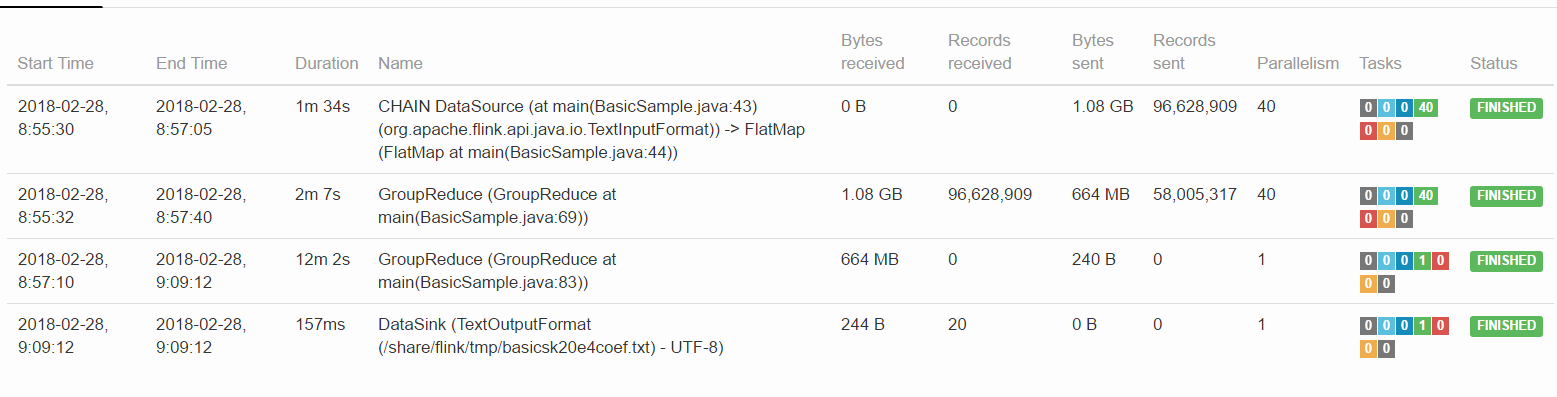 Start Time End Time Duration Name Bytes received Records received Bytes sent Records sent Parallelism Tasks Status
2018-02-28, 8:55:30 2018-02-28, 8:57:05 1m 34s CHAIN DataSource (at main(BasicSample.java:43) (org.apache.flink.api.java.io.TextInputFormat)) -> FlatMap (FlatMap at main(BasicSample.java:44)) 0 B 0 1.08 GB 96,628,909 40 0 0 0 40 0 0 0 FINISHED
2018-02-28, 8:55:32 2018-02-28, 8:57:40 2m 7s GroupReduce (GroupReduce at main(BasicSample.java:69)) 1.08 GB 96,628,909 664 MB 58,005,317 40 0 0 0 40 0 0 0 FINISHED
2018-02-28, 8:57:10 2018-02-28, 9:09:12 12m 2s GroupReduce (GroupReduce at main(BasicSample.java:83)) 664 MB 0 240 B 0 1 0 0 0 1 0 0 0 FINISHED
2018-02-28, 9:09:12 2018-02-28, 9:09:12 157ms DataSink (TextOutputFormat (/share/flink/tmp/basicsk20e4coef.txt) - UTF-8) 244 B 20 0 B 0 1 0 0 0 1 0 0 0 FINISHED